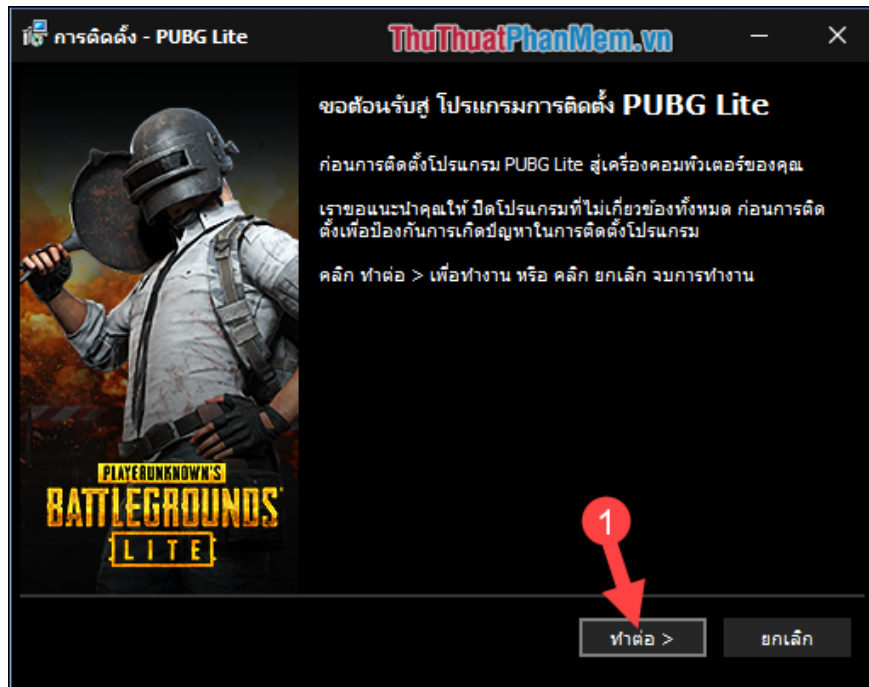 การติดตั้ง - PUBG Lite
ThuThuatPhanMem.vn
ขอต้อนรับสู่ โปรแกรมการติดตั้ง PUBG Lite
ก่อนการติดตั้งโปรแกรม PUBG Lite สู่เครื่องคอมพิวเตอร์ของคุณ
เราขอแนะนำคุณให้ ปิดโปรแกรมที่ไม่เกี่ยวข้องทั้งหมด ก่อนการติด
ตั้งเพื่อป้องกันการเกิดปัญหาในการติดตั้งโปรแกรม
คลิก ทำต่อ > เพื่อทำงาน หรือ คลิก ยกเลิก จบการทำงาน
PLAYERUNKNOWN'S
BATTLEGROUNDS
LITE
1
ทำต่อ >
ยกเลิก